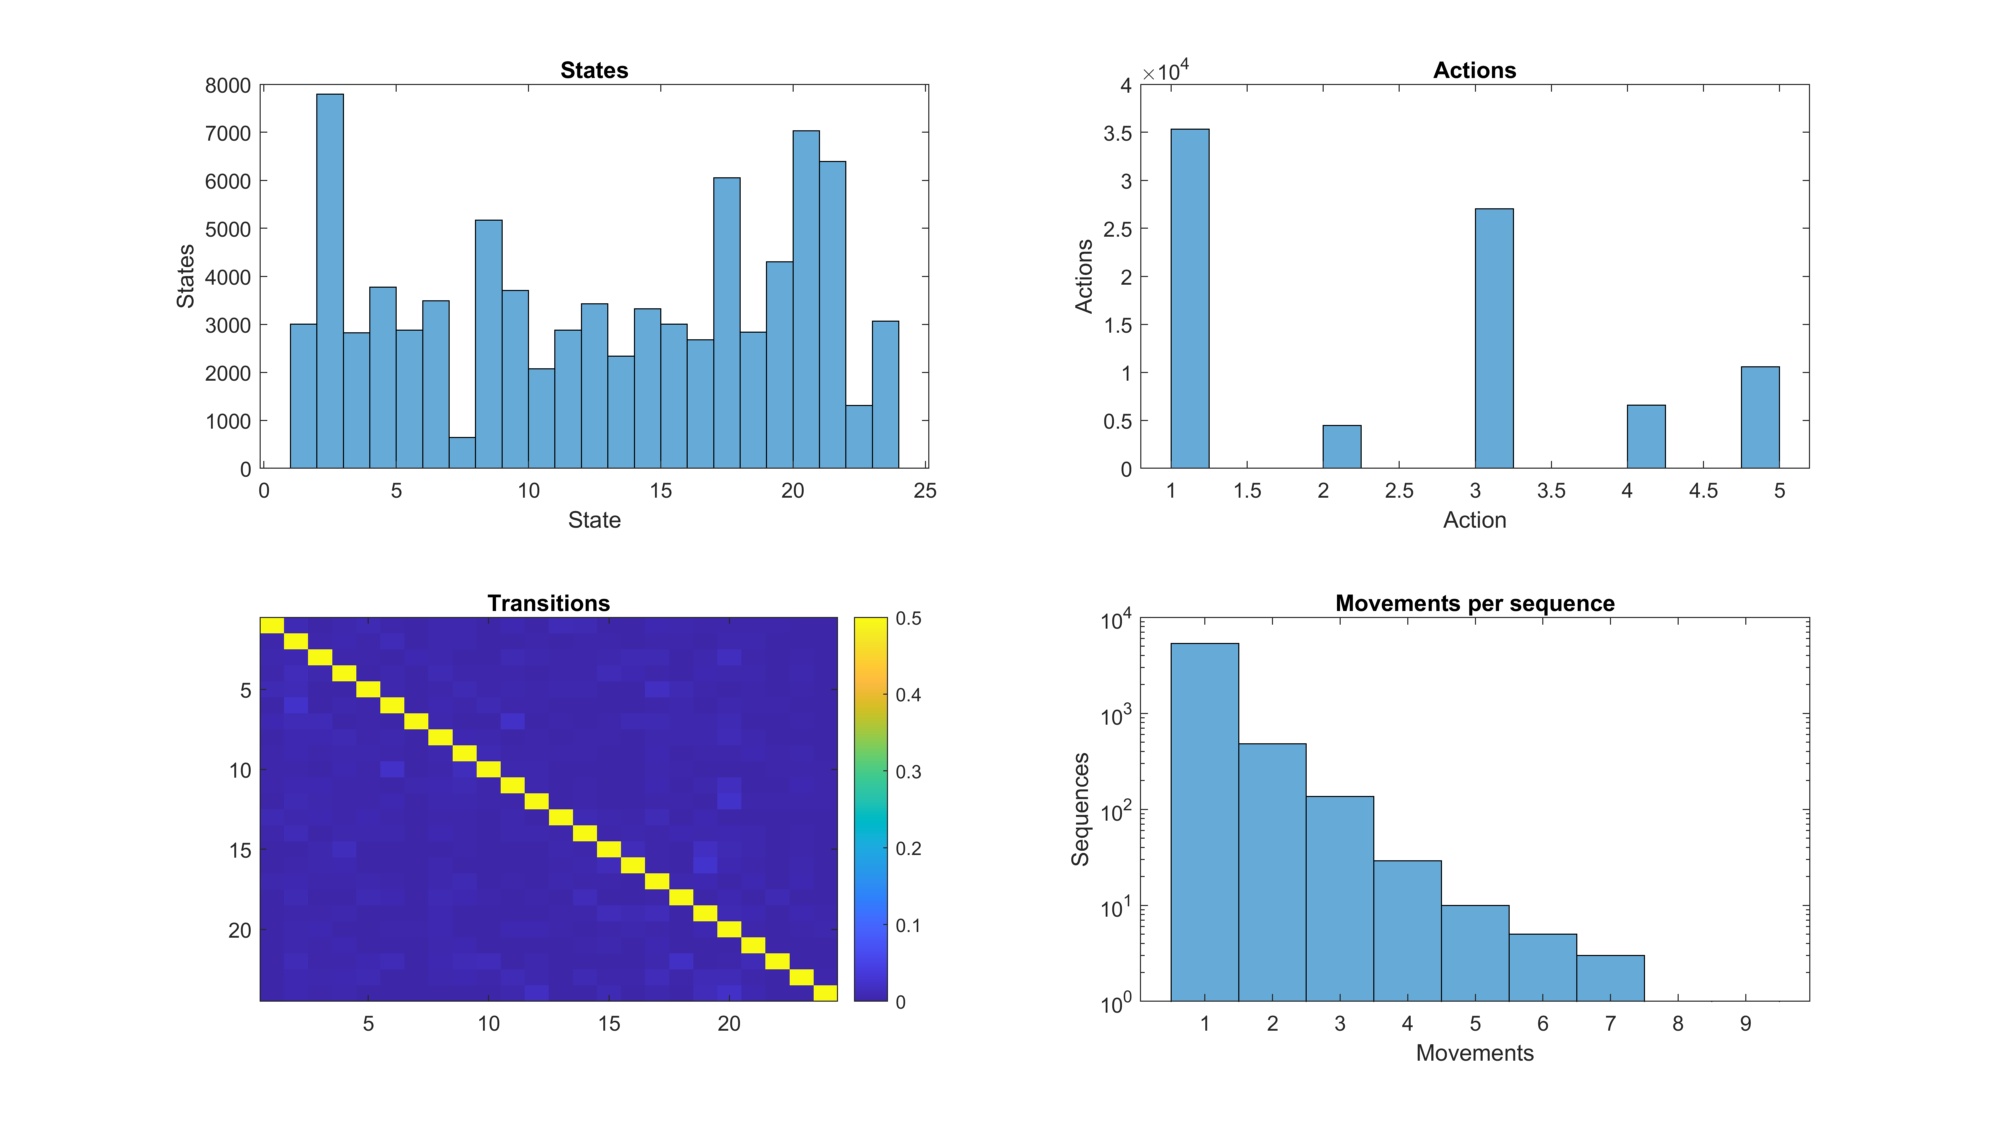 States
8000
7000
6000
5000
4000
3000
2000
1000
0
States
0 5 10 15 20 25
State
Actions
×10^4
4
3.5
3
2.5
2
1.5
1
0.5
0
Actions
1 1.5 2 2.5 3 3.5 4 4.5 5
Action
Transitions
5
10
15
20
5 10 15 20
0.5
0.4
0.3
0.2
0.1
0
Movements per sequence
10^4
10^3
10^2
10^1
10^0
Sequences
1 2 3 4 5 6 7 8 9
Movements